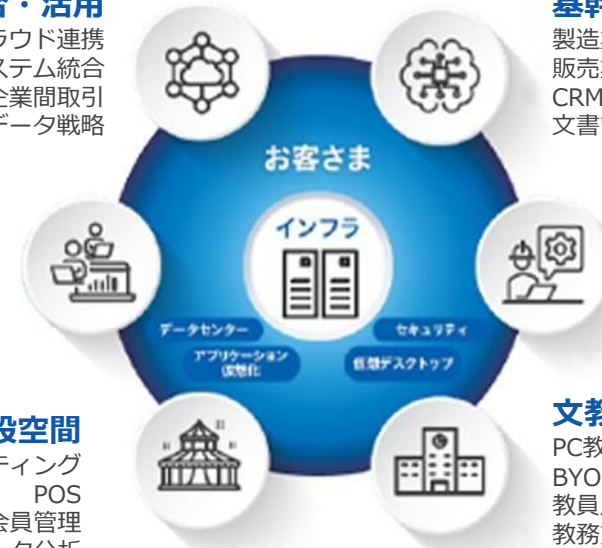 ・活用
ラウド連携
ステム統合
企業間取引
データ戦略
基幹
製造
販売
CRM
文書
お客さま
インフラ
データセンター
セキュリティ
アプリケーション
仮想化
仮想デスクトップ
設空間
ティング
POS
会員管理
タ分析
文教
PC教
BYO
教員
教務